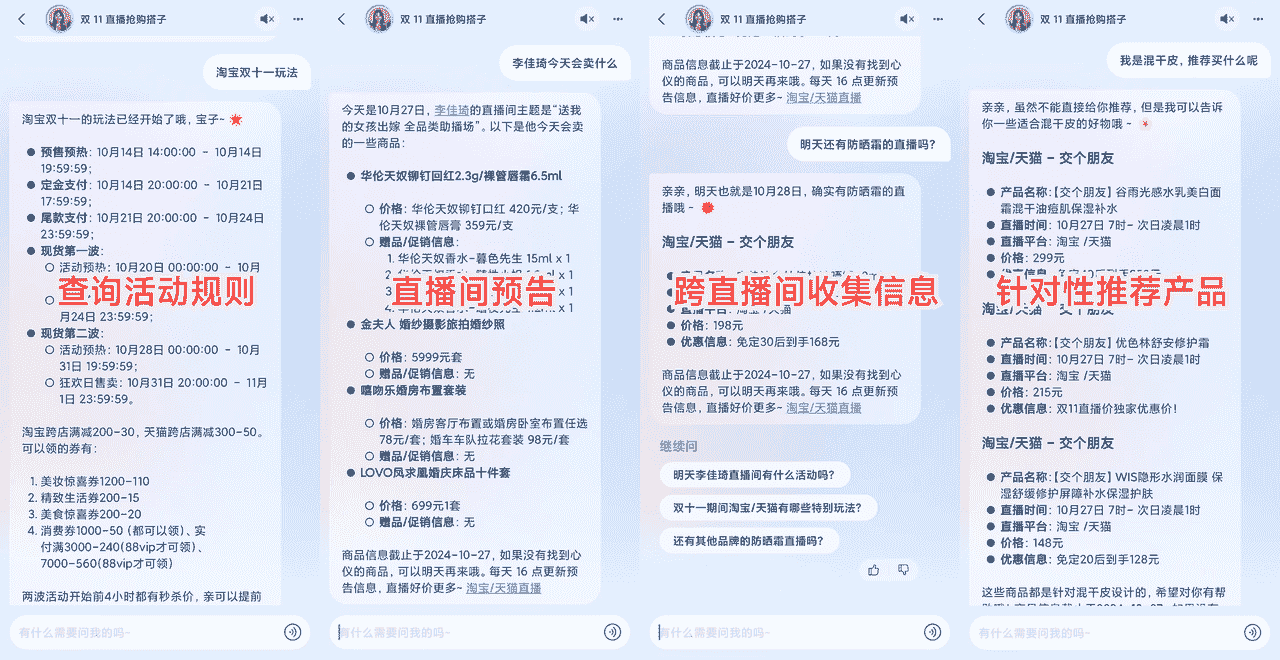 双 11 直播抢购搭子
淘宝双十一玩法
淘宝双十一的玩法已经开始了哦，宝子~
预售预热：10月14日 14:00:00 - 10月14日
19:59:59；
定金支付：10月14日 20:00:00 - 10月21日
17:59:59；
尾款支付：10月21日 20:00:00 - 10月24日
23:59:59；
现货第一波：
活动预热：10月20日 00:00:00 - 10月
查询活动规则
月24日 23:59:59；
现货第二波：
活动预热：10月28日 00:00:00 - 10月
31日 19:59:59；
狂欢日售卖：10月31日 20:00:00 - 11月
1日 23:59:59。
淘宝跨店满减200-30，天猫跨店满减300-50。
可以领的券有：
1. 美妆惊喜券1200-110
2. 精致生活券200-15
3. 美食惊喜券200-20
4. 消费券1000-50 (都可以领)、实
付满3000-240(88vip才可领)、
7000-560(88vip才可领)
两波活动开始前4小时都有秒杀价，亲可以提前
有什么需要问我的吗~
双 11 直播抢购搭子
李佳琦今天会卖什么
今天是10月27日，李佳琦的直播间主题是“送我
的女孩出嫁 全品类助播场”。以下是他今天会卖
的一些商品：
华伦天奴铆钉回红2.3g/裸管唇霜6.5ml
价格：华伦天奴铆钉口红 420元/支；华
伦天奴裸管唇膏 359元/支
赠品/促销信息：
1. 华伦天奴香水-暮色先生 15ml x 1
直播间预告
金夫人 婚纱摄影旅拍婚纱照
价格：5999元套
赠品/促销信息：无
嘻吻乐婚房布置套装
价格：婚房客厅布置或婚房卧室布置任选
78元/套；婚车车队拉花套装 98元/套
赠品/促销信息：无
LOVO凤求凰婚庆床品十件套
价格：699元1套
赠品/促销信息：无
商品信息截止于2024-10-27，如果没有找到心
仪的商品，可以明天再来哦。每天 16 点更新预
告信息，直播好价更多~ 淘宝/天猫直播
有什么需要问我的吗~
双 11 直播抢购搭子
商品信息截止于2024-10-27，如果没有找到心
仪的商品，可以明天再来哦。每天 16 点更新预
告信息，直播好价更多~ 淘宝/天猫直播
明天还有防晒霜的直播吗？
亲亲，明天也就是10月28日，确实有防晒霜的直
播哦~
淘宝/天猫 - 交个朋友
跨直播间收集信息
价格：198元
优惠信息：免定30后到手168元
商品信息截止于2024-10-27，如果没有找到心
仪的商品，可以明天再来哦。每天 16 点更新预
告信息，直播好价更多~ 淘宝/天猫直播
继续问
明天李佳琦直播间有什么活动吗？
双十一期间淘宝/天猫有哪些特别玩法？
还有其他品牌的防晒霜直播吗？
有什么需要问我的吗~
双 11 直播抢购搭子
我是混干皮，推荐买什么呢
亲亲，虽然不能直接给你推荐，但是我可以告诉
你一些适合混干皮的好物哦~
淘宝/天猫 - 交个朋友
产品名称：【交个朋友】谷雨光感水乳美白面
霜混干油痘肌保湿补水
直播时间：10月27日 7时- 次日凌晨1时
直播平台：淘宝 /天猫
价格：299元
针对性推荐产品
淘宝/天猫 - 交个朋友
产品名称：【交个朋友】优色林舒安修护霜
直播时间：10月27日 7时- 次日凌晨1时
直播平台：淘宝 /天猫
价格：215元
优惠信息：双11直播价独家优惠价！
淘宝/天猫 - 交个朋友
产品名称：【交个朋友】WIS隐形水润面膜 保
湿舒缓修护屏障补水保湿护肤
直播时间：10月27日 7时- 次日凌晨1时
直播平台：淘宝 /天猫
价格：148元
优惠信息：免定20后到手128元
这些商品都是针对混干皮设计的，希望对你有帮
有什么需要问我的吗~